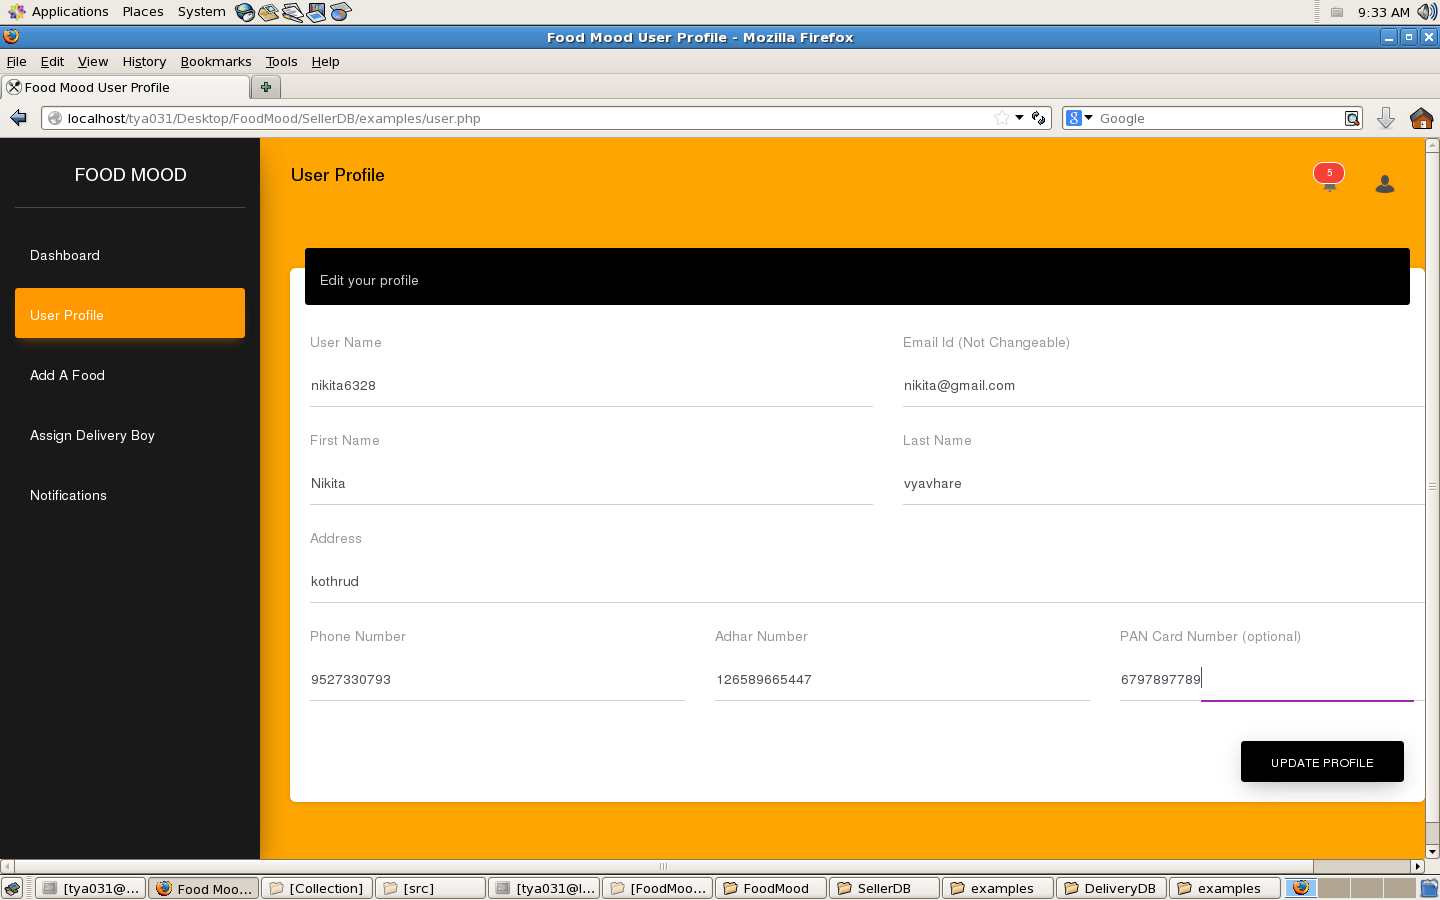 Applications Places System 9:33 AM
Food Mood User Profile - Mozilla Firefox
File Edit View History Bookmarks Tools Help
Food Mood User Profile
localhost/tya031/Desktop/FoodMood/SellerDB/examples/user.php
Google
FOOD MOOD
User Profile
5
Dashboard
User Profile
Add A Food
Assign Delivery Boy
Notifications
Edit your profile
User Name Email Id (Not Changeable)
nikita6328 nikita@gmail.com
First Name Last Name
Nikita vyavhare
Address
kothrud
Phone Number Adhar Number PAN Card Number (optional)
9527330793 126589665447 6797897789
UPDATE PROFILE
[tya031@... Food Moo... [Collection] [src] [tya031@l... [FoodMoo... FoodMood SellerDB examples DeliveryDB examples